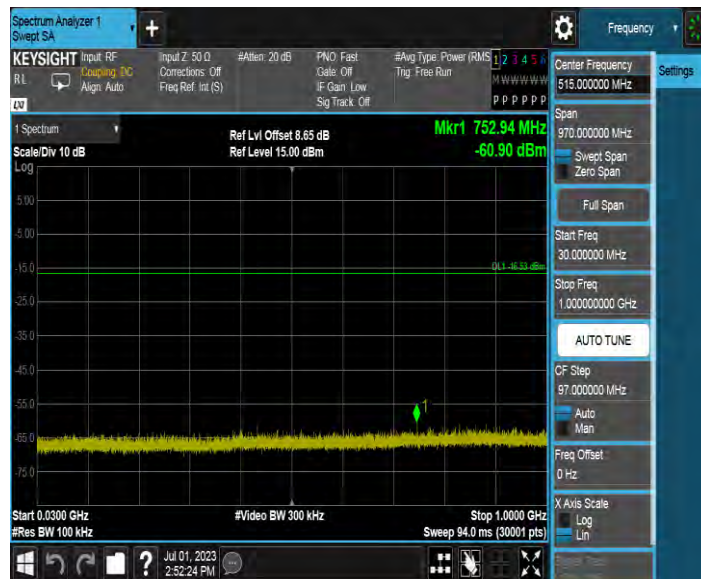 Spectrum Analyzer 1
Swept SA
+
Frequency
KEYSIGHT
RL
LXI
Input: RF
Coupling: DC
Align: Auto
Input Z: 50 Ω
Corrections: Off
Freq Ref: Int (S)
#Atten: 20 dB
PNO: Fast
Gate: Off
IF Gain: Low
Sig Track: Off
#Avg Type: Power (RMS
Trig: Free Run
1 2 3 4 5 6
M W W W W W
P P P P P P
1 Spectrum
Scale/Div 10 dB
Log
Ref Lvl Offset 8.65 dB
Ref Level 15.00 dBm
Mkr1 752.94 MHz
-60.90 dBm
5.00
-5.00
-15.0
-25.0
-35.0
-45.0
-55.0
-65.0
-75.0
DL1 -16.53 dBm
1
Start 0.0300 GHz
#Res BW 100 kHz
#Video BW 300 kHz
Stop 1.0000 GHz
Sweep 94.0 ms (30001 pts)
Center Frequency
515.000000 MHz
Settings
Span
970.000000 MHz
Swept Span
Zero Span
Full Span
Start Freq
30.000000 MHz
Stop Freq
1.000000000 GHz
AUTO TUNE
CF Step
97.000000 MHz
Auto
Man
Freq Offset
0 Hz
X Axis Scale
Log
Lin
?
Jul 01, 2023
2:52:24 PM